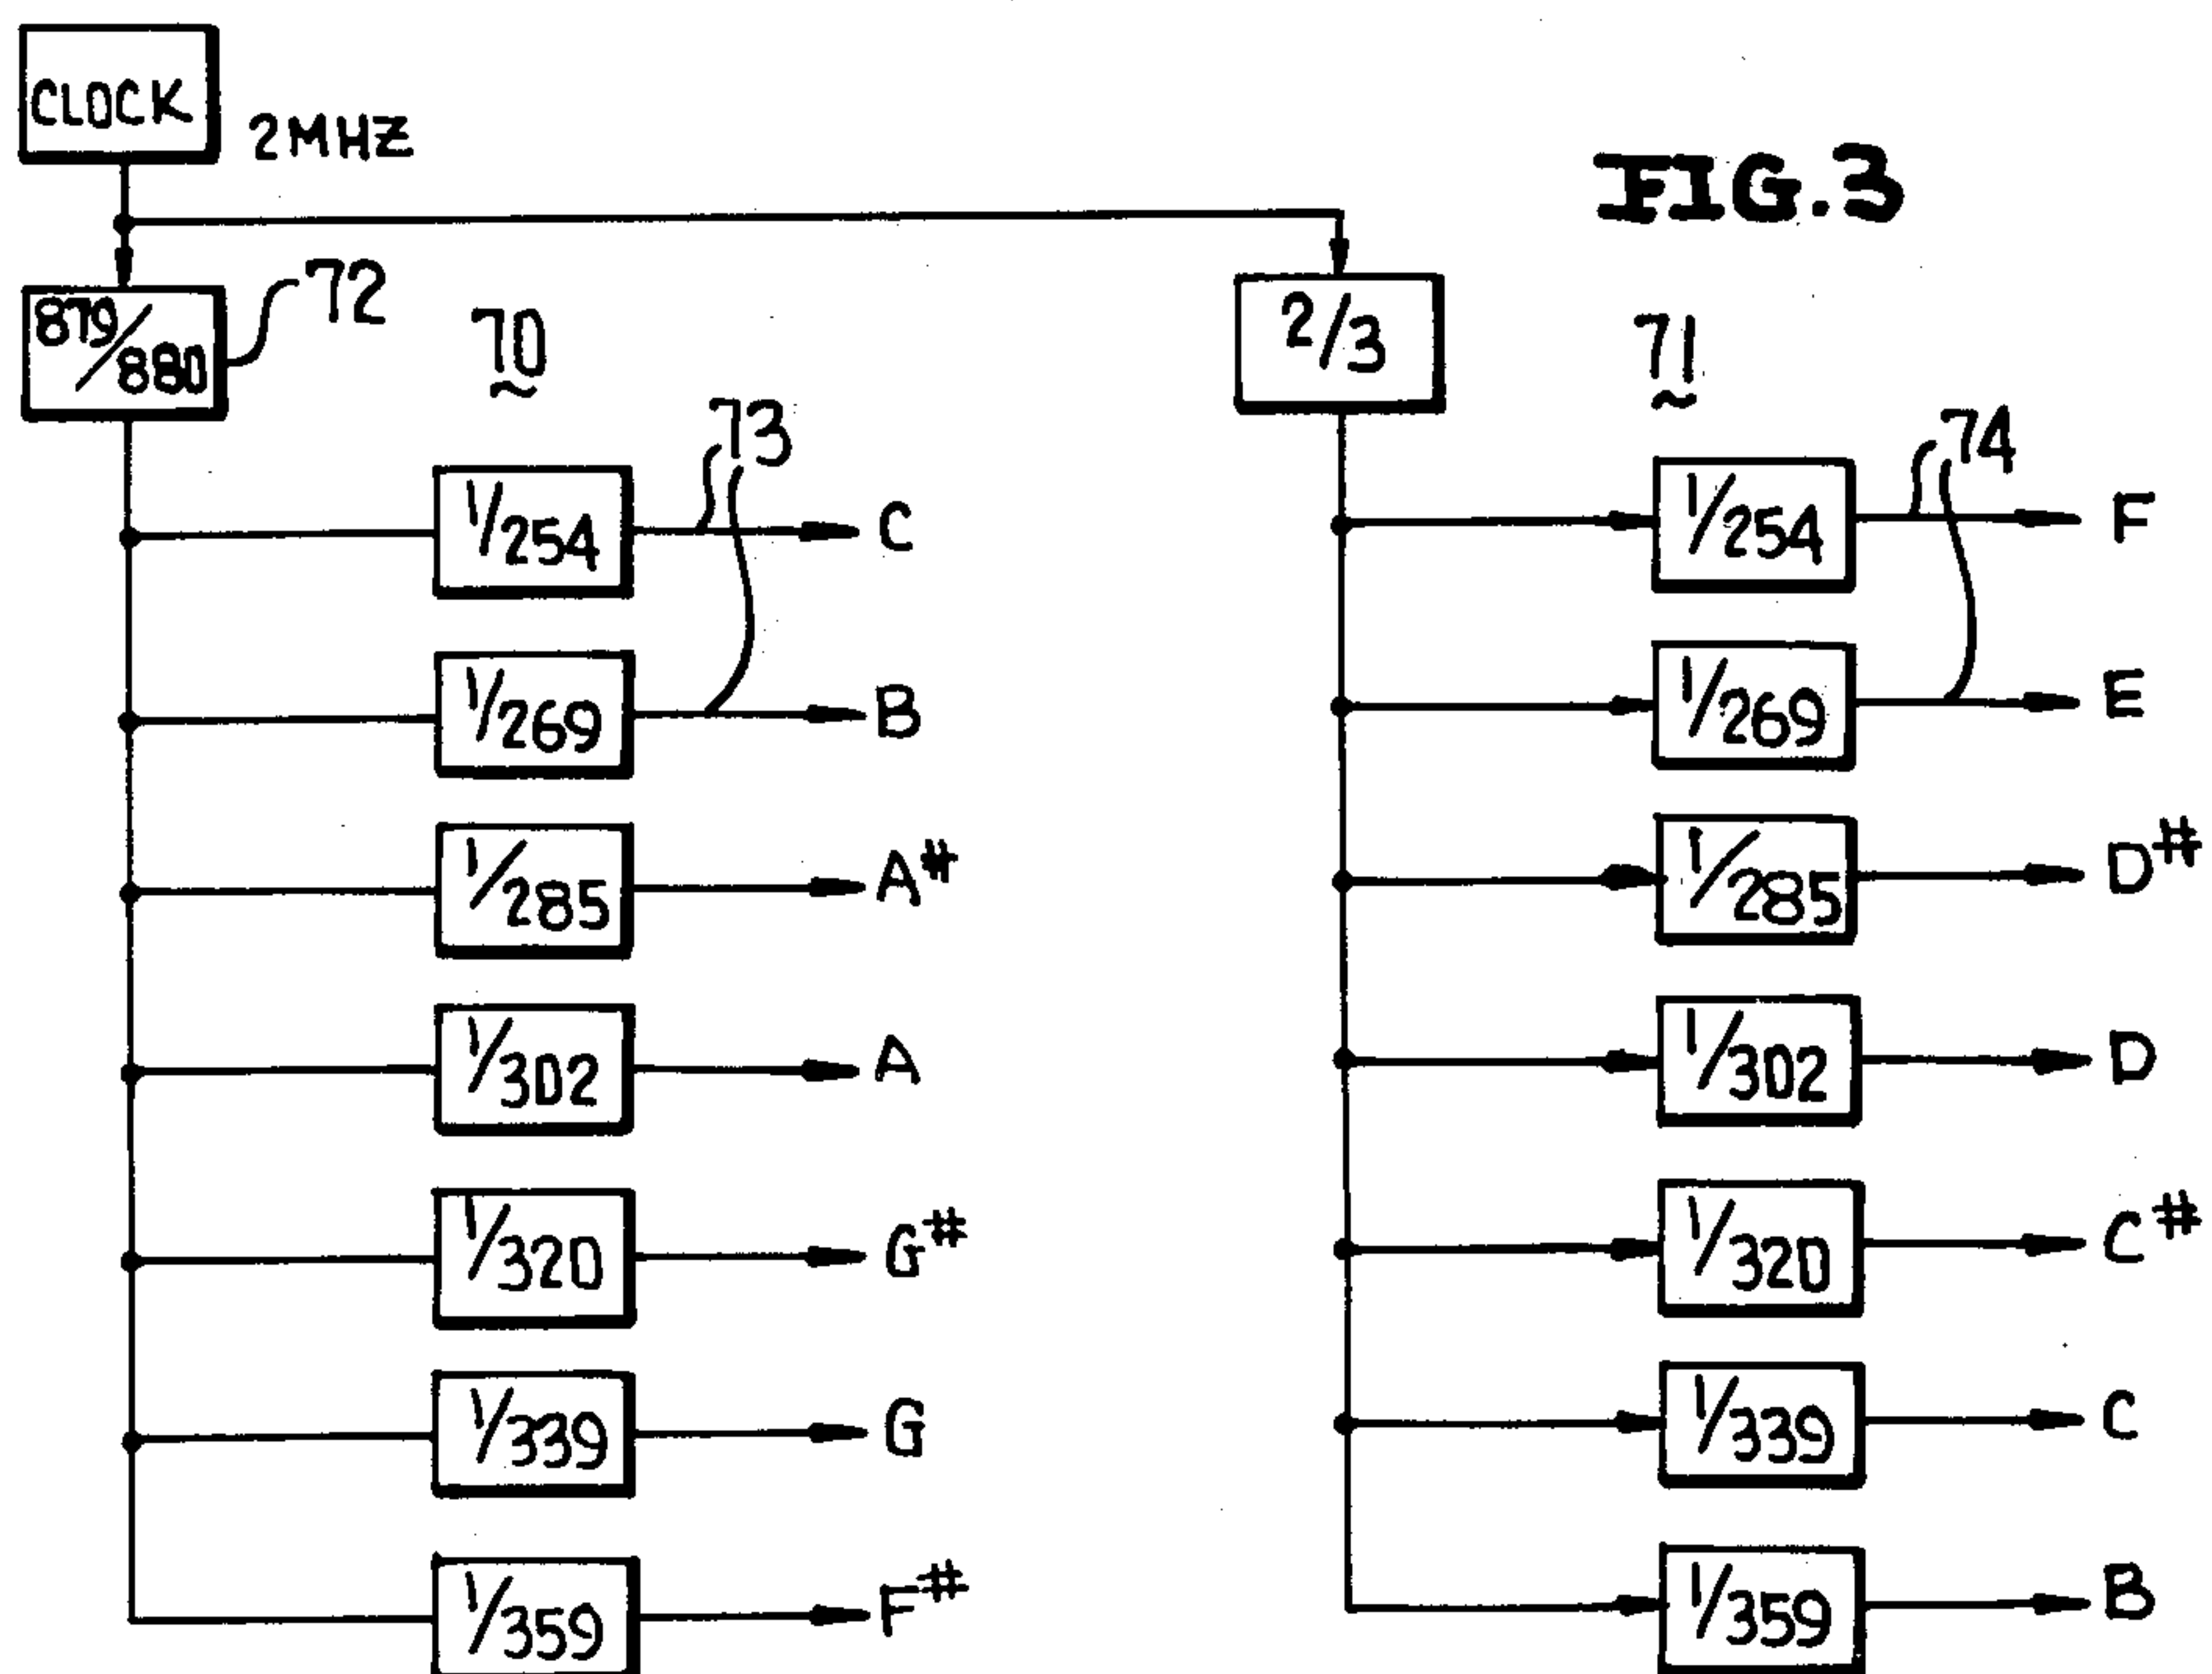 CLOCK
2MHZ
FIG.3
879/880
72
70
2/3
71
73
74
1/254
C
1/254
F
1/269
B
1/269
E
1/285
A#
1/285
D#
1/302
A
1/302
D
1/320
G#
1/320
C#
1/339
G
1/339
C
1/359
F#
1/359
B